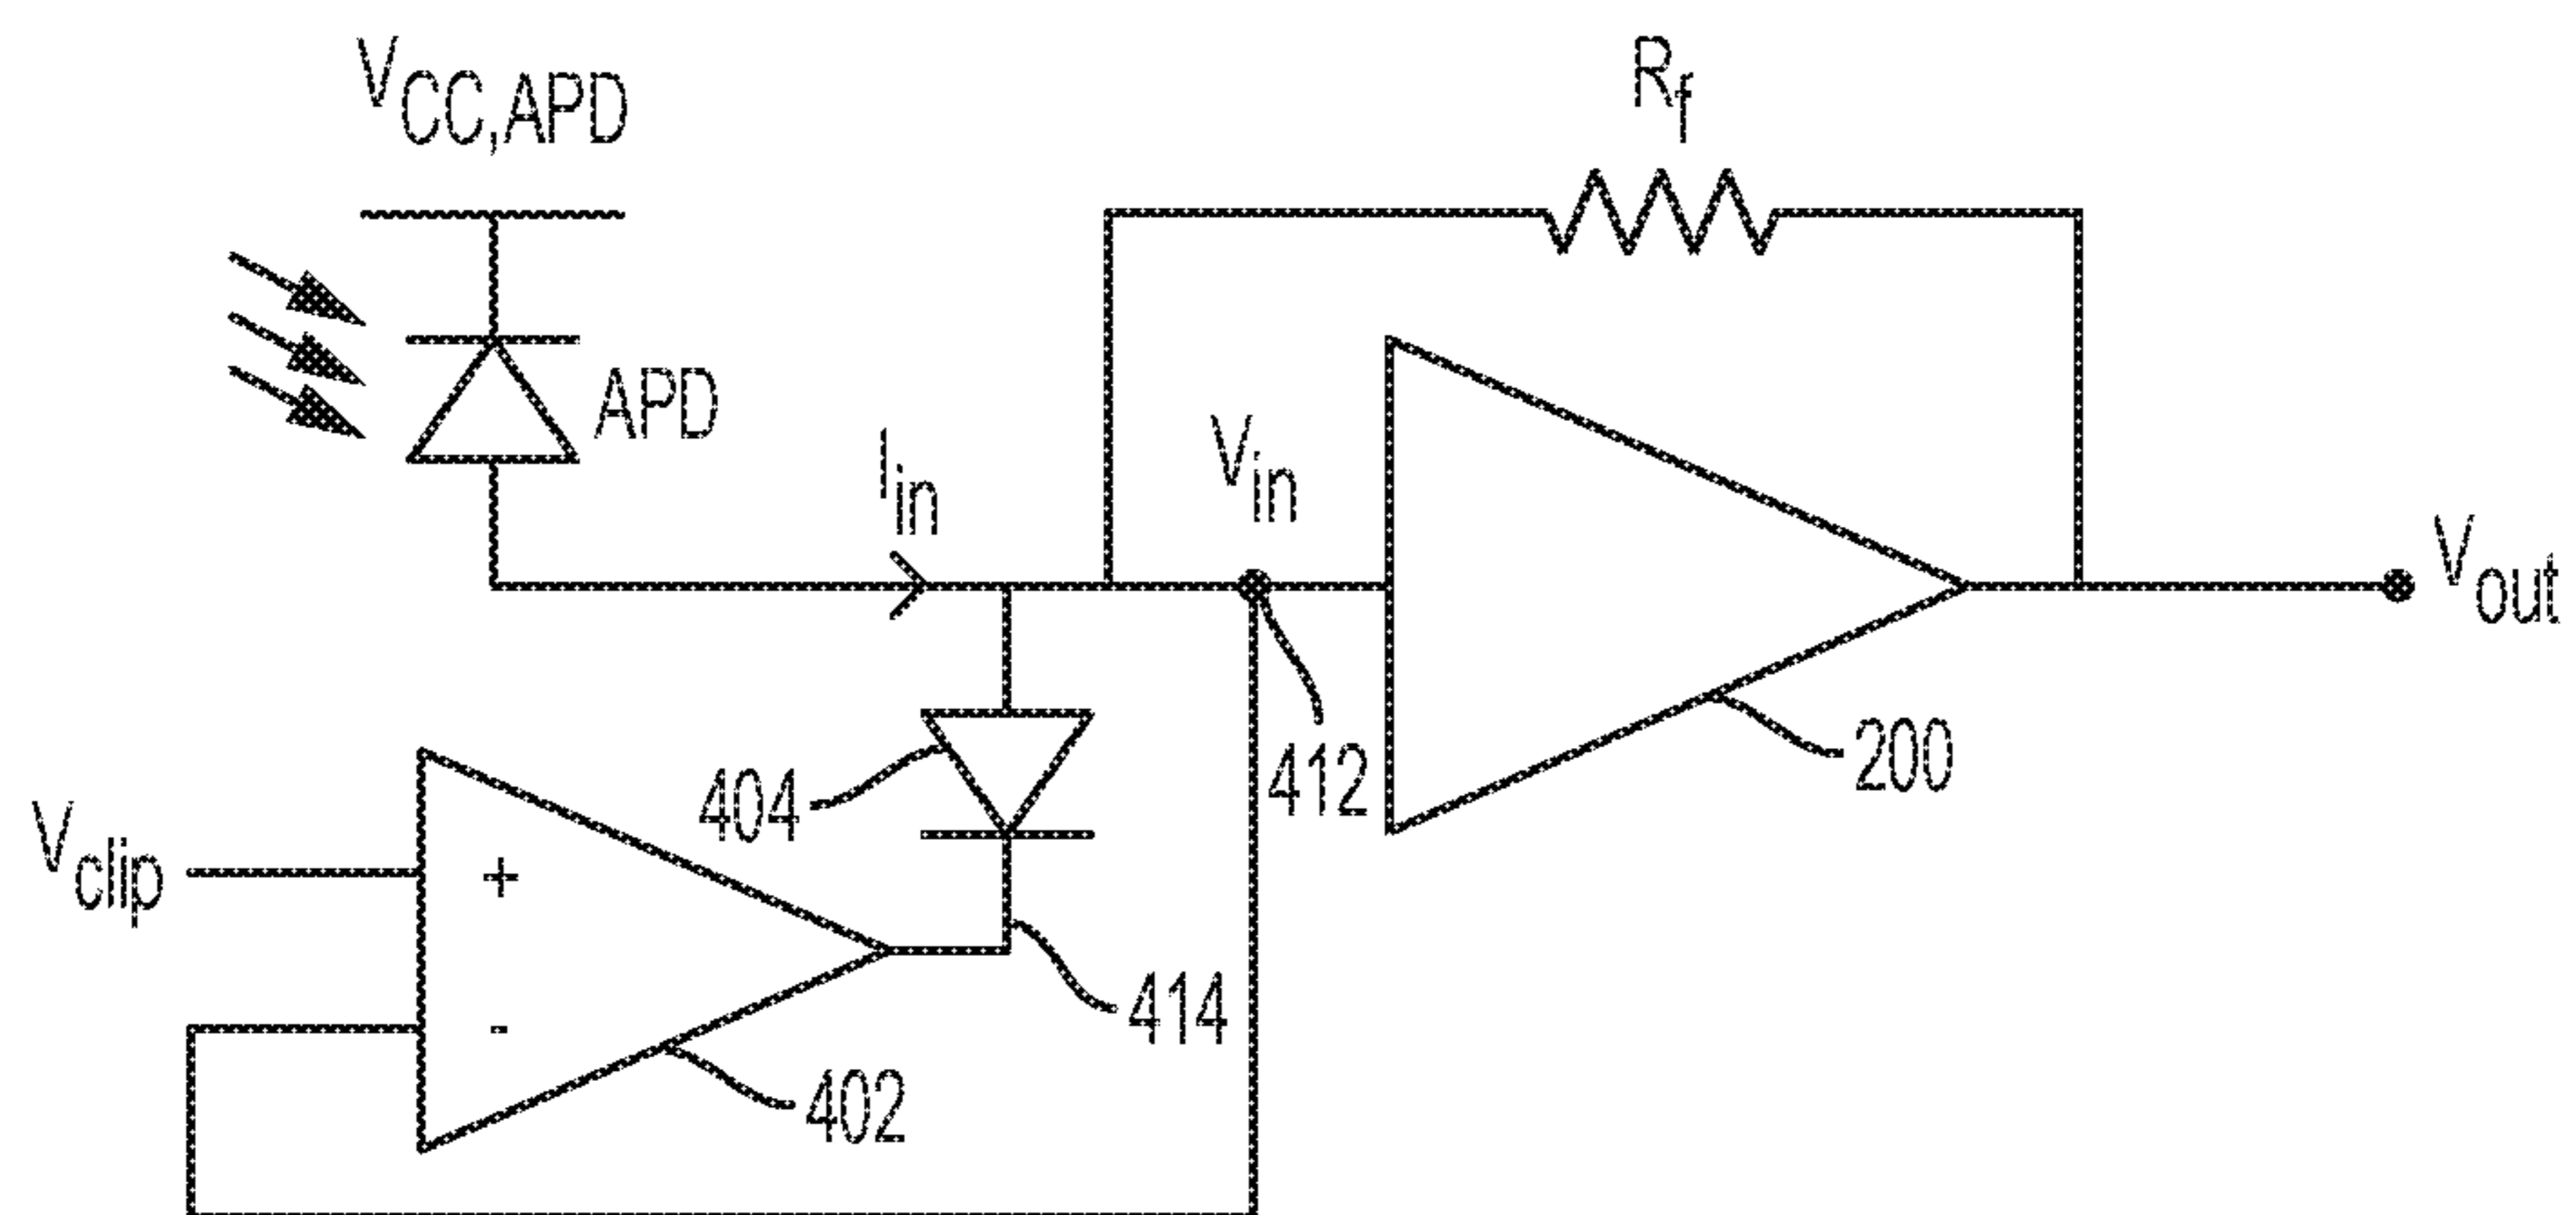 VCC,APD
Rf
APD
Iin
Vin
Vout
404
412
200
Vclip
+
-
414
402